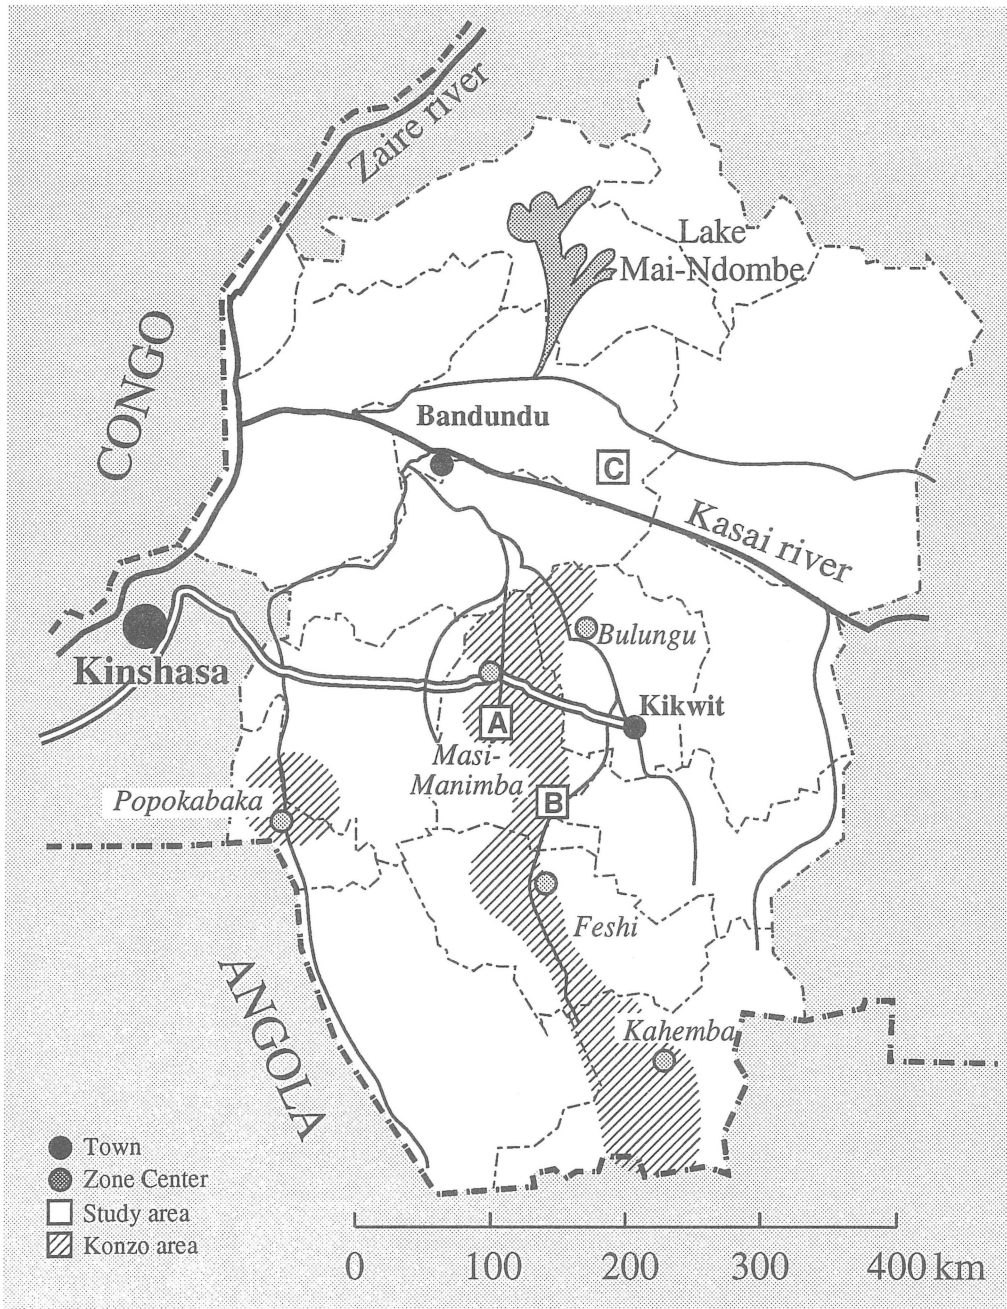 Zaire river
Lake
Mai-Ndombe
CONGO
Bandundu
C
Kasai river
Kinshasa
Bulungu
Kikwit
A
Masi-
Manimba
Popokabaka
B
Feshi
ANGOLA
Kahemba
Town
Zone Center
Study area
Konzo area
0 100 200 300 400 km